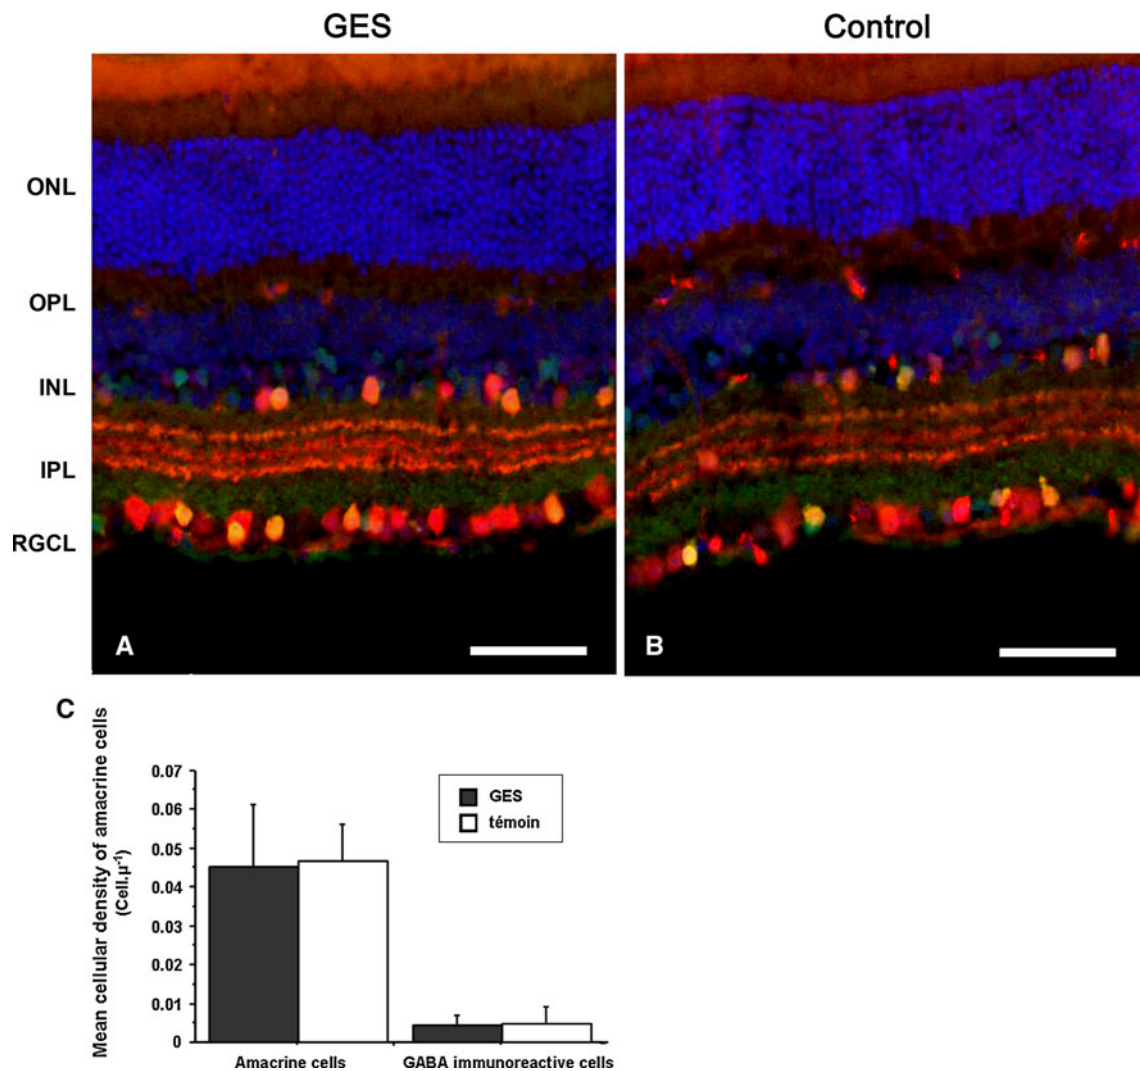 GES
Control
ONL
OPL
INL
IPL
RGCL
A
B
C
Mean cellular density of amacrine cells
(Cell.µ-¹)
0.07
0.06
0.05
0.04
0.03
0.02
0.01
0
GES
témoin
Amacrine cells
GABA immunoreactive cells